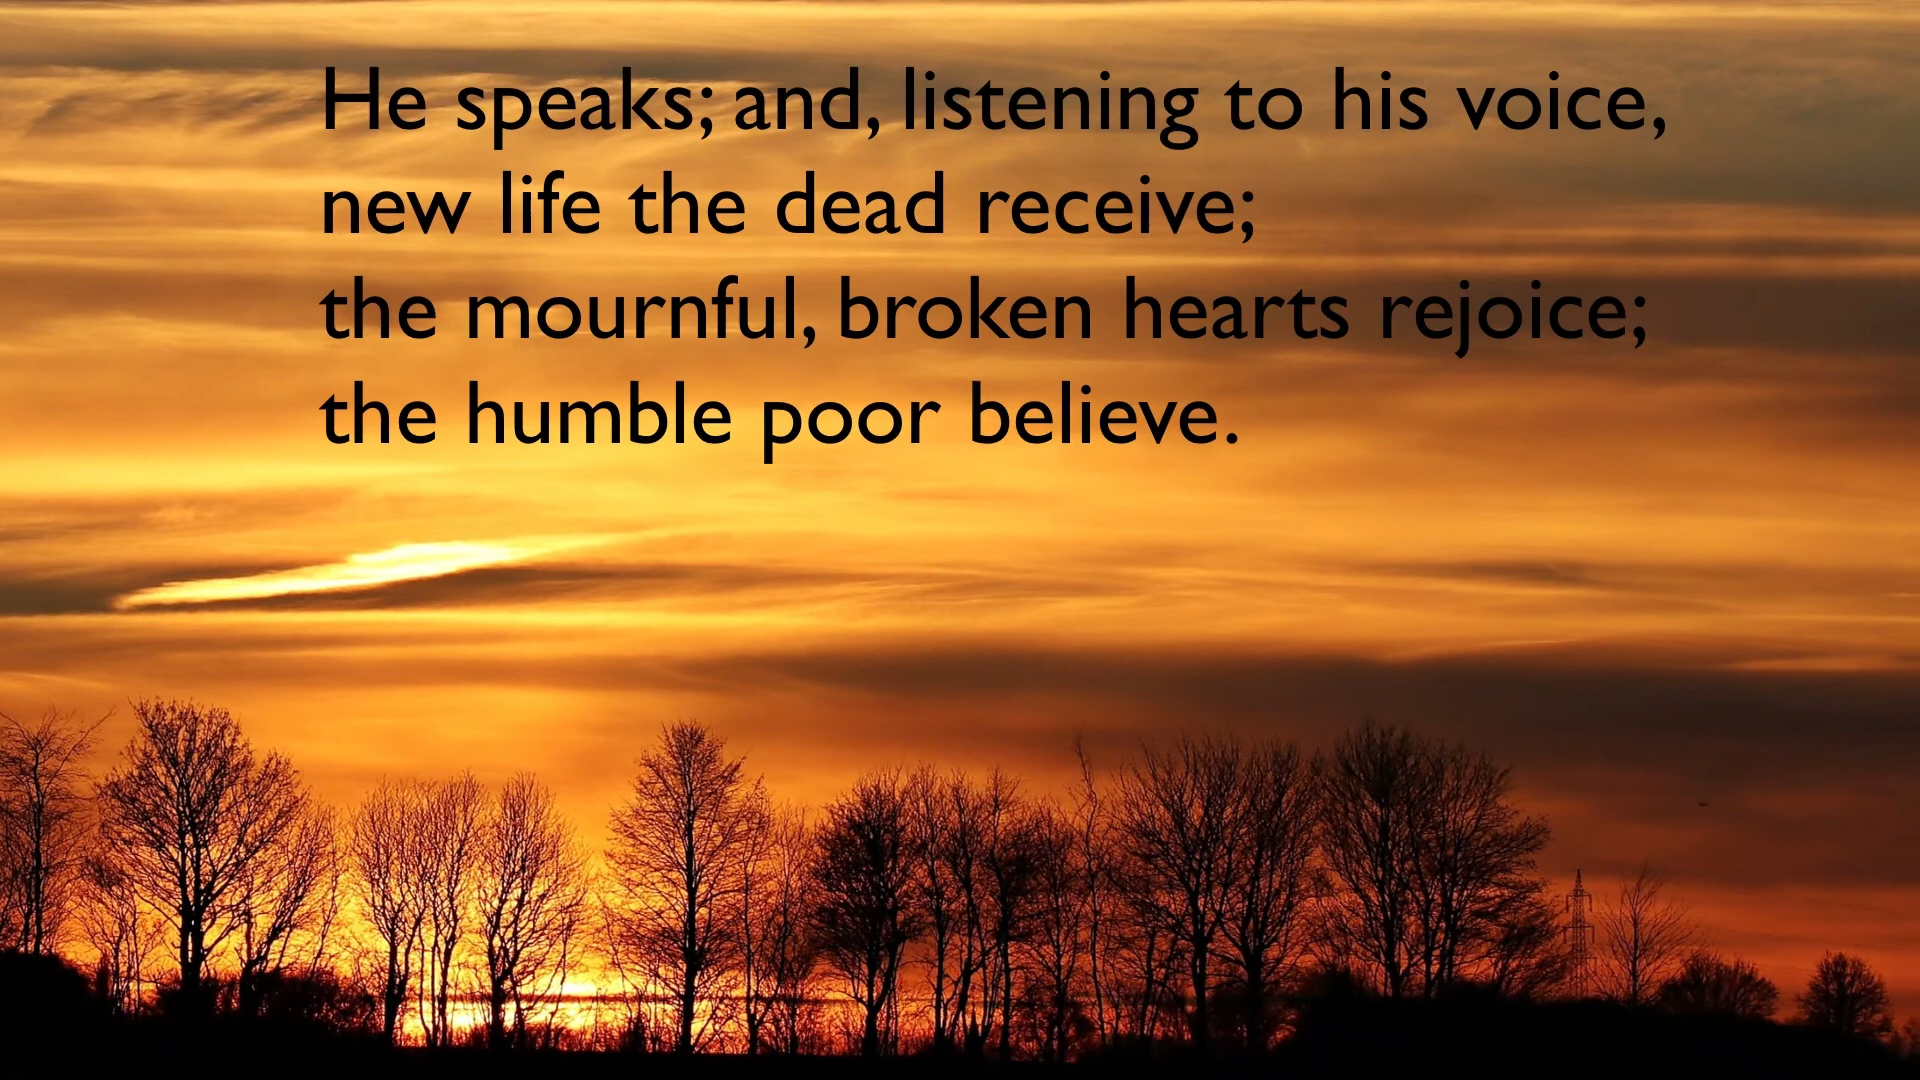 He speaks; and, listening to his voice,
new life the dead receive;
the mournful, broken hearts rejoice;
the humble poor believe.